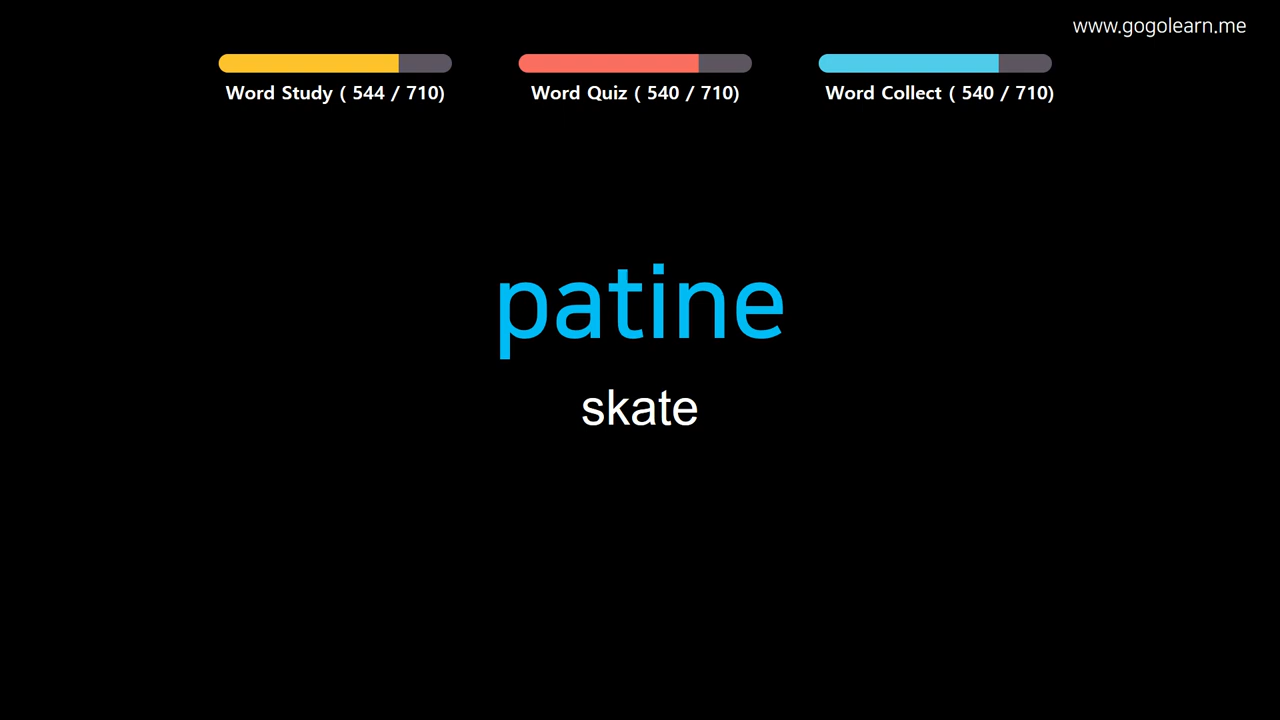 www.gogolearn.me
Word Study ( 544 / 710)
Word Quiz ( 540 / 710)
Word Collect ( 540 / 710)
patine
skate